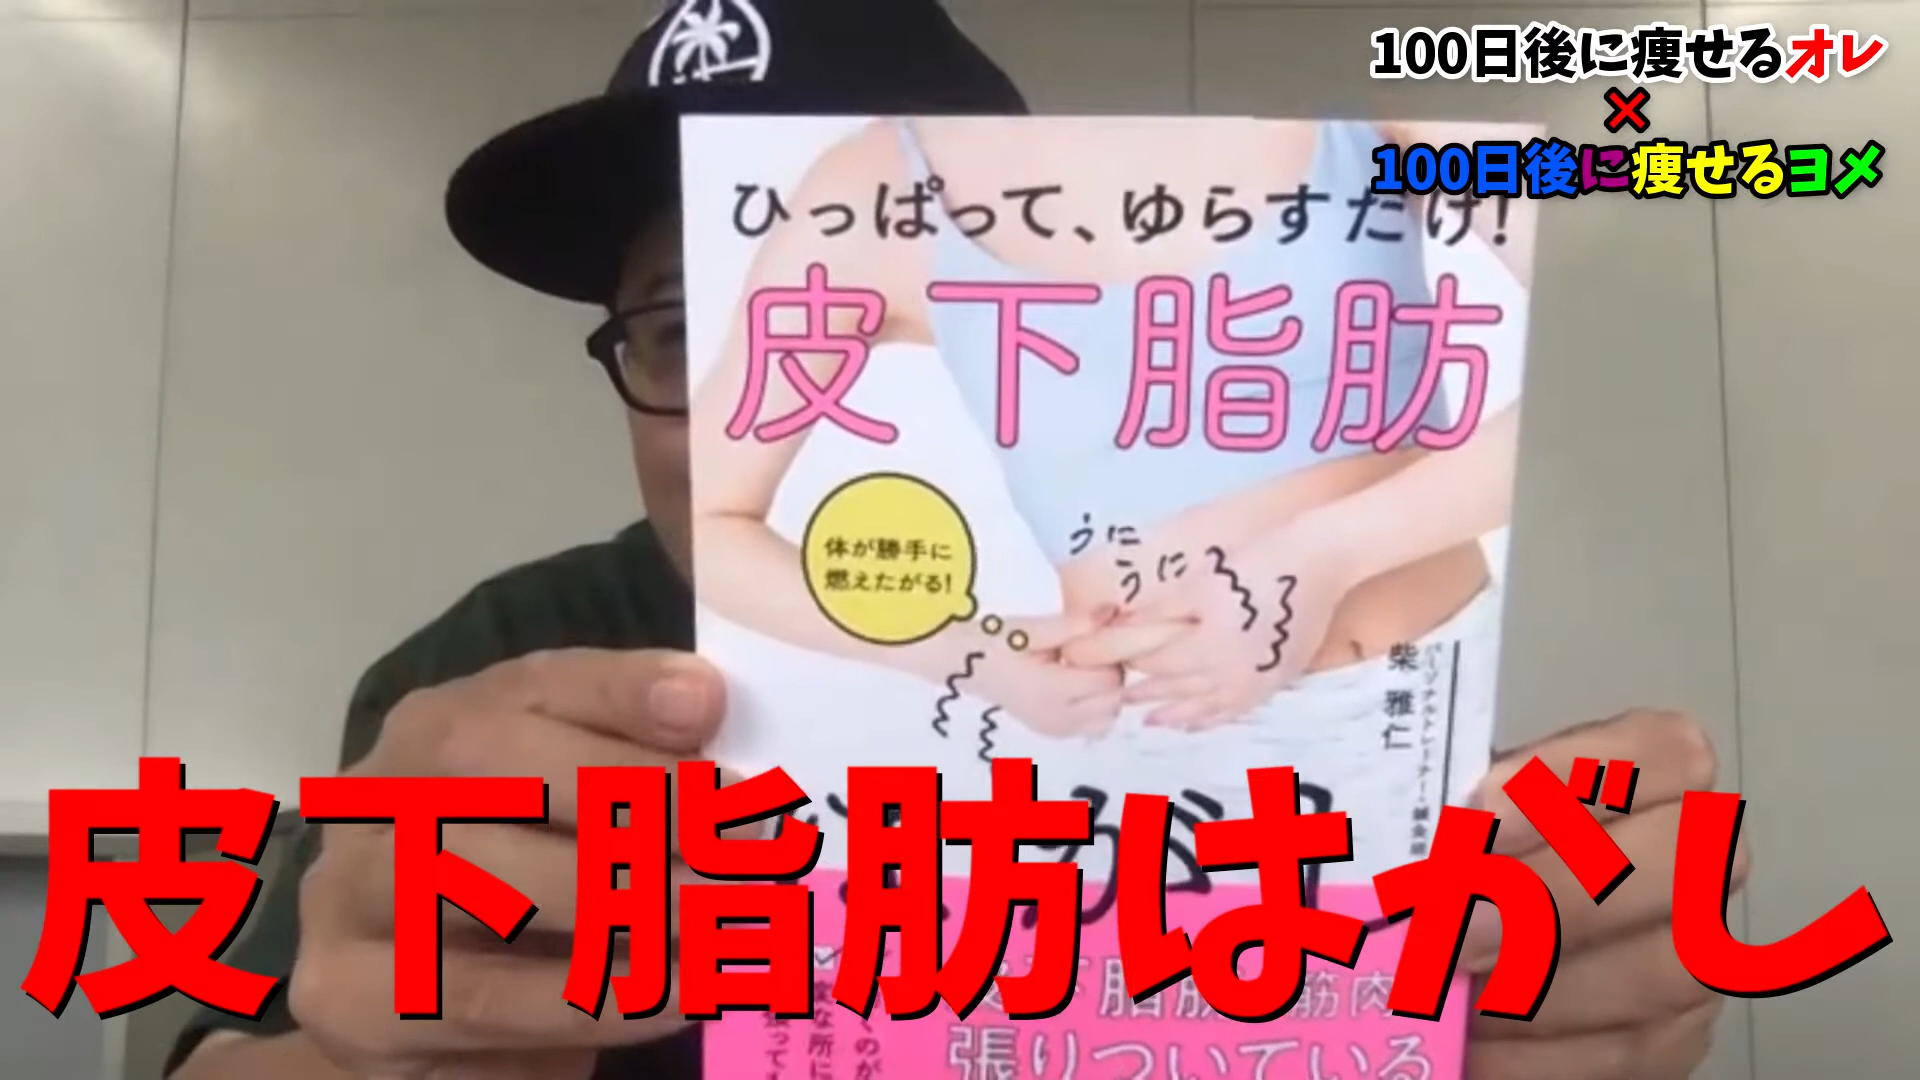 100日後に痩せるオレ
×
100日後に痩せるヨメ
ひっぱって、ゆらすだけ!
皮下脂肪
体が勝手に
燃えたがる!
うに
うに
柴 雅仁
パーソナルトレーナー・鍼灸師
皮下脂肪はがし
筋肉
張りついている